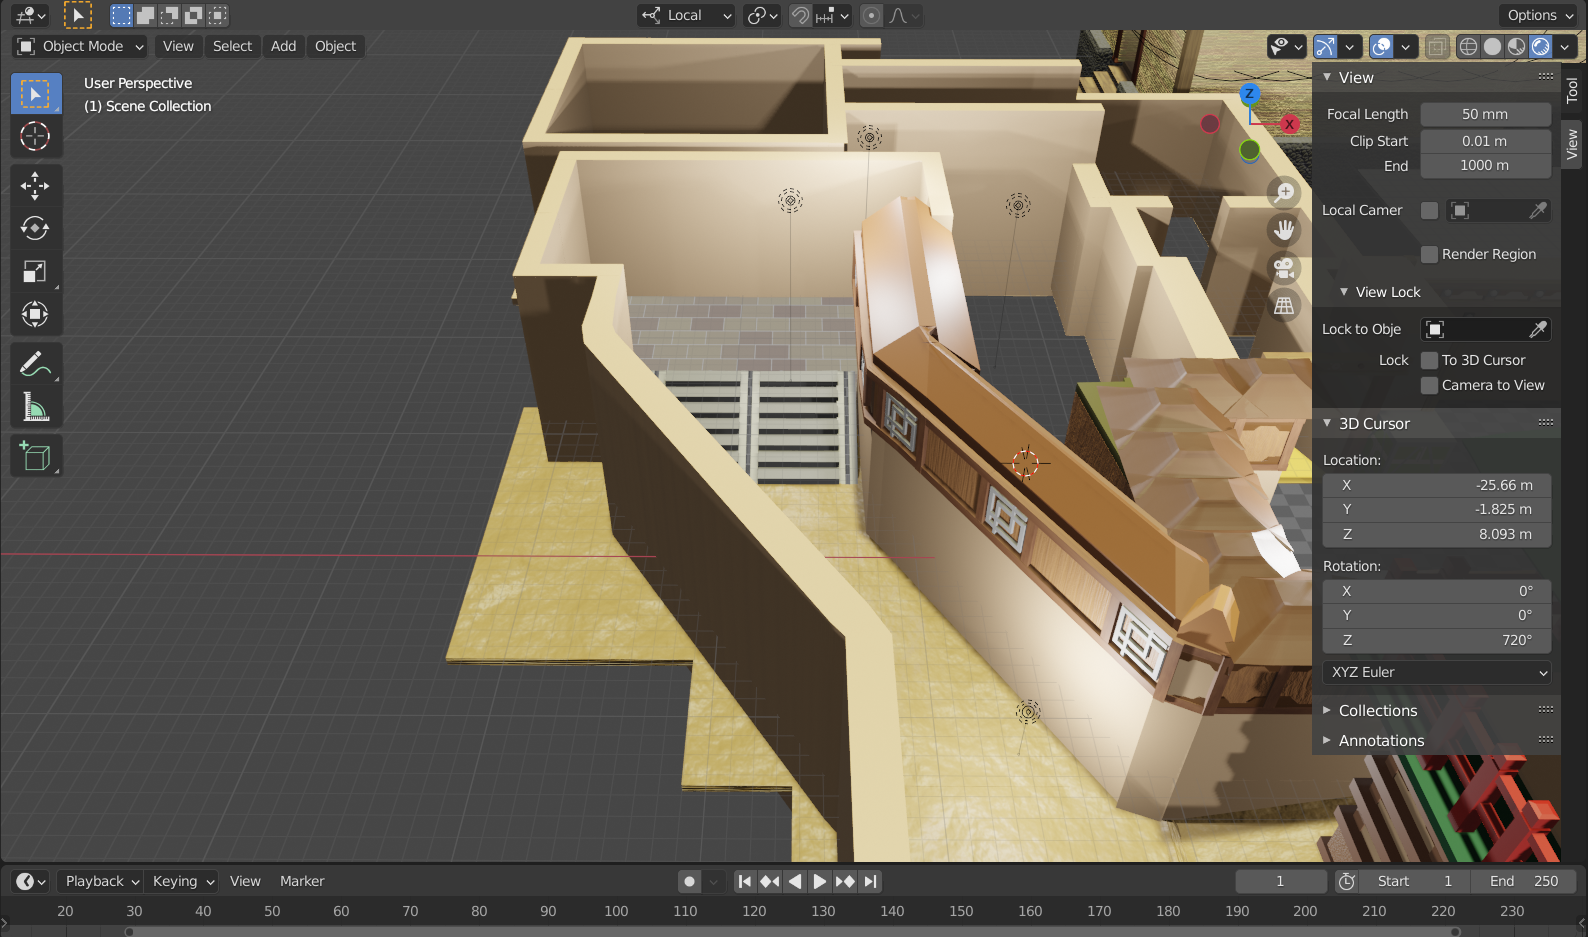 Local
Options
Object Mode
View
Select
Add
Object
User Perspective
(1) Scene Collection
Z
X
View
Focal Length
50 mm
Clip Start
0.01 m
End
1000 m
Local Camer
Render Region
View Lock
Lock to Obje
Lock
To 3D Cursor
Camera to View
3D Cursor
Location:
X
-25.66 m
Y
-1.825 m
Z
8.093 m
Rotation:
X
0°
Y
0°
Z
720°
XYZ Euler
Collections
Annotations
Tool
View
Playback
Keying
View
Marker
1
Start
1
End
250
20 30 40 50 60 70 80 90 100 110 120 130 140 150 160 170 180 190 200 210 220 230